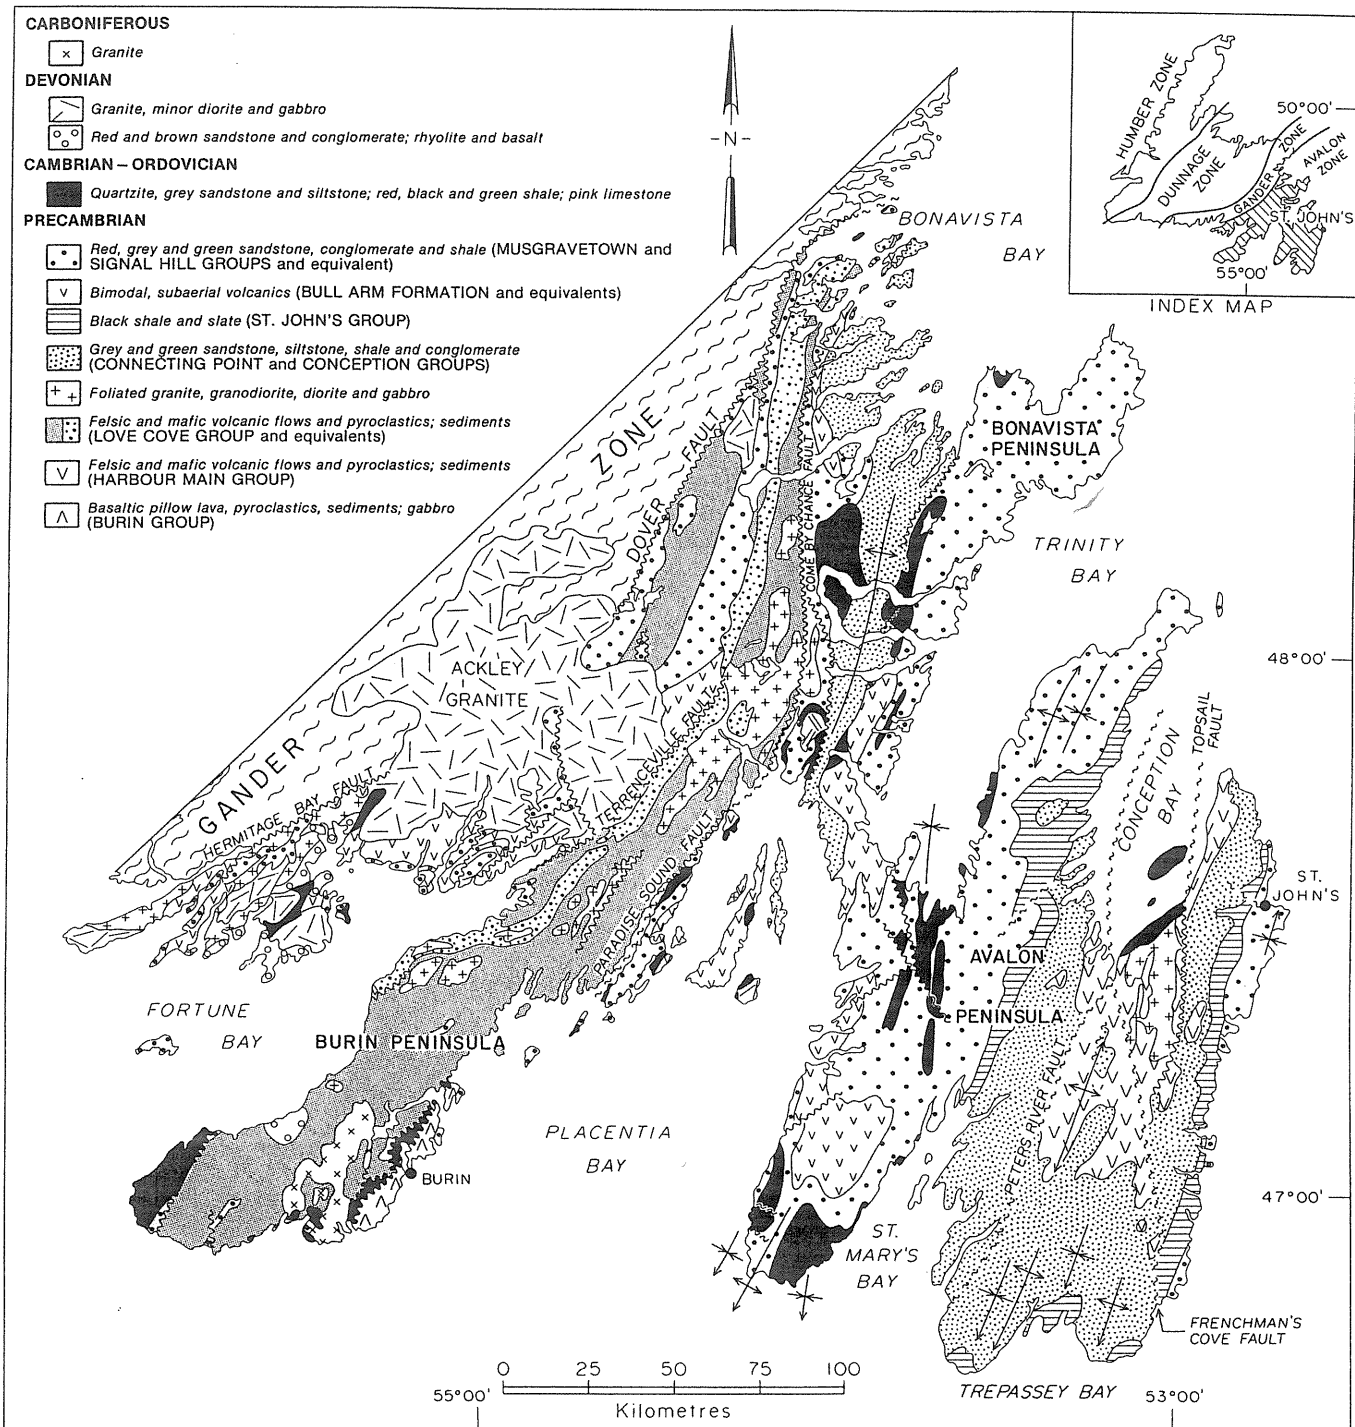 CARBONIFEROUS
Granite
DEVONIAN
Granite, minor diorite and gabbro
Red and brown sandstone and conglomerate; rhyolite and basalt
CAMBRIAN – ORDOVICIAN
Quartzite, grey sandstone and siltstone; red, black and green shale; pink limestone
PRECAMBRIAN
Red, grey and green sandstone, conglomerate and shale (MUSGRAVETOWN and
SIGNAL HILL GROUPS and equivalent)
Bimodal, subaerial volcanics (BULL ARM FORMATION and equivalents)
Black shale and slate (ST. JOHN'S GROUP)
Grey and green sandstone, siltstone, shale and conglomerate
(CONNECTING POINT and CONCEPTION GROUPS)
Foliated granite, granodiorite, diorite and gabbro
Felsic and mafic volcanic flows and pyroclastics; sediments
(LOVE COVE GROUP and equivalents)
Felsic and mafic volcanic flows and pyroclastics; sediments
(HARBOUR MAIN GROUP)
Basaltic pillow lava, pyroclastics, sediments; gabbro
(BURIN GROUP)
-N-
HUMBER ZONE
DUNNAGE
ZONE
GANDER
ZONE
AVALON
ZONE
ST. JOHN'S
50°00'
55°00'
INDEX MAP
BONAVISTA
BAY
BONAVISTA
PENINSULA
TRINITY
BAY
GANDER
ZONE
DOVER FAULT
COME BY CHANCE FAULT
ACKLEY
GRANITE
48°00'
TERRENCEVILLE FAULT
HERMITAGE BAY FAULT
PARADISE SOUND FAULT
CONCEPTION
BAY
TOPSAIL
FAULT
ST.
JOHN'S
AVALON
PENINSULA
FORTUNE
BAY
BURIN PENINSULA
PETERS RIVER FAULT
PLACENTIA
BAY
BURIN
47°00'
ST.
MARY'S
BAY
FRENCHMAN'S
COVE FAULT
TREPASSEY BAY
0 25 50 75 100
Kilometres
55°00'
53°00'